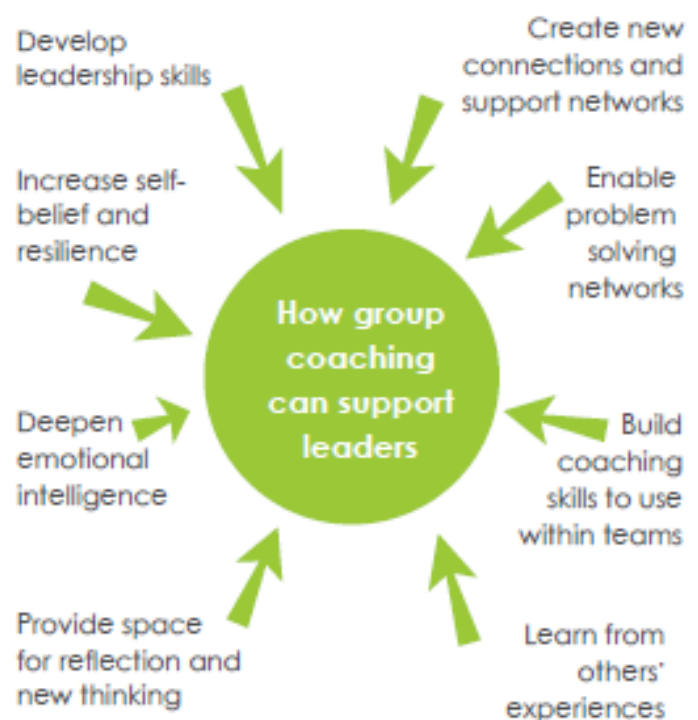 Develop
leadership skills
Create new
connections and
support networks
Increase self-
belief and
resilience
Enable
problem
solving
networks
How group
coaching
can support
leaders
Deepen
emotional
intelligence
Build
coaching
skills to use
within teams
Provide space
for reflection and
new thinking
Learn from
others'
experiences